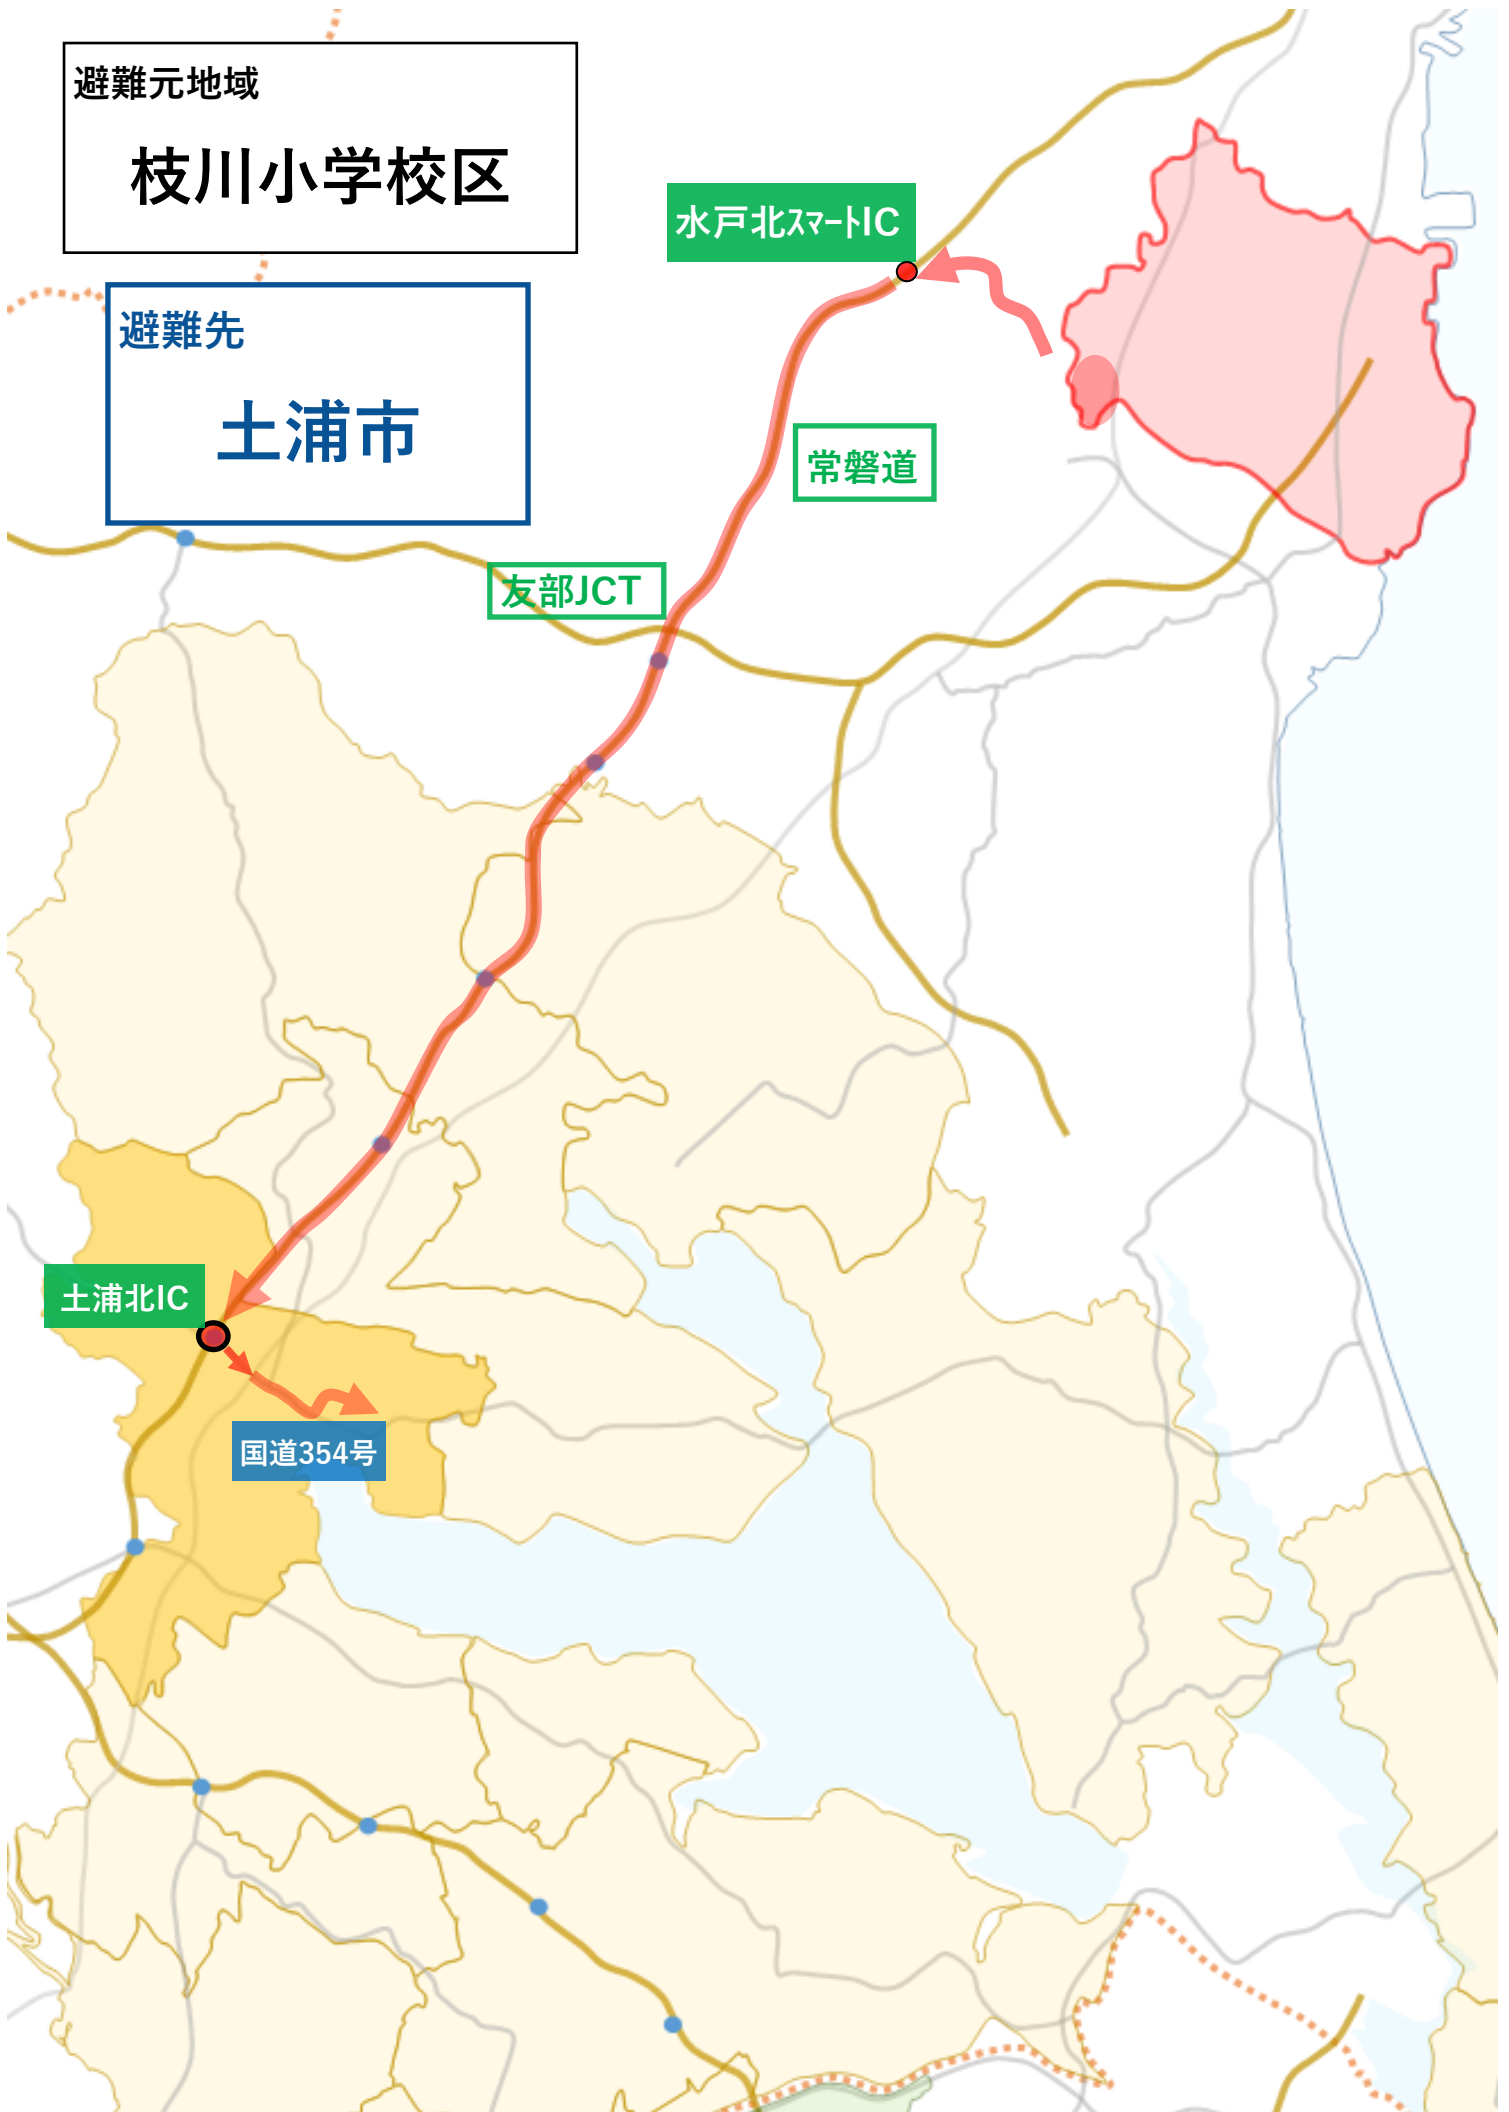 避難元地域
枝川小学校区
水戸北ｽﾏｰﾄIC
避難先
土浦市
常磐道
友部JCT
土浦北IC
国道354号